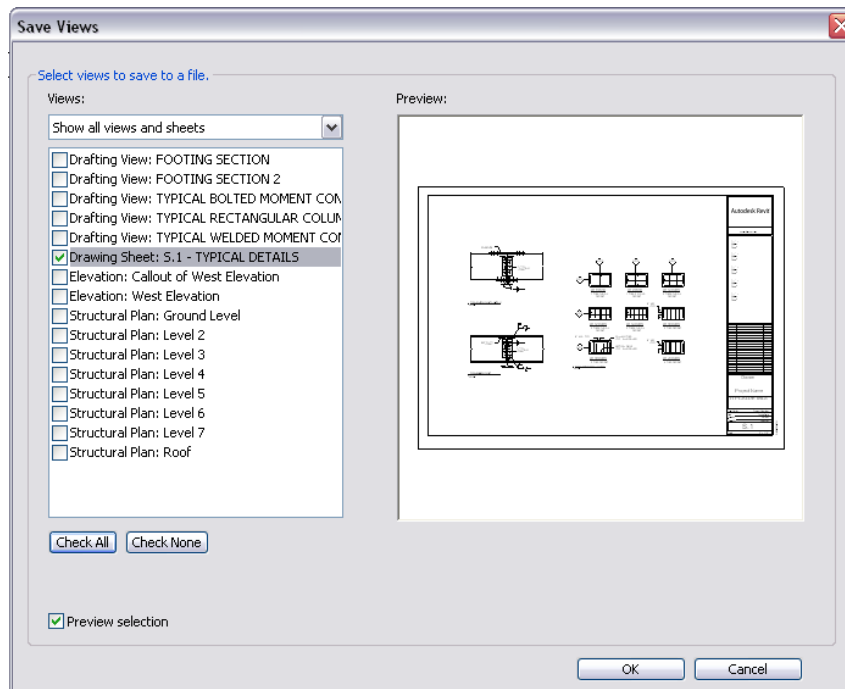 Save Views
Select views to save to a file.
Views:
Preview:
Show all views and sheets
Drafting View: FOOTING SECTION
Drafting View: FOOTING SECTION 2
Drafting View: TYPICAL BOLTED MOMENT CON
Drafting View: TYPICAL RECTANGULAR COLUM
Drafting View: TYPICAL WELDED MOMENT CON
Drawing Sheet: S.1 - TYPICAL DETAILS
Elevation: Callout of West Elevation
Elevation: West Elevation
Structural Plan: Ground Level
Structural Plan: Level 2
Structural Plan: Level 3
Structural Plan: Level 4
Structural Plan: Level 5
Structural Plan: Level 6
Structural Plan: Level 7
Structural Plan: Roof
Autodesk Revit
Project Name
S.1
Check All
Check None
Preview selection
OK
Cancel